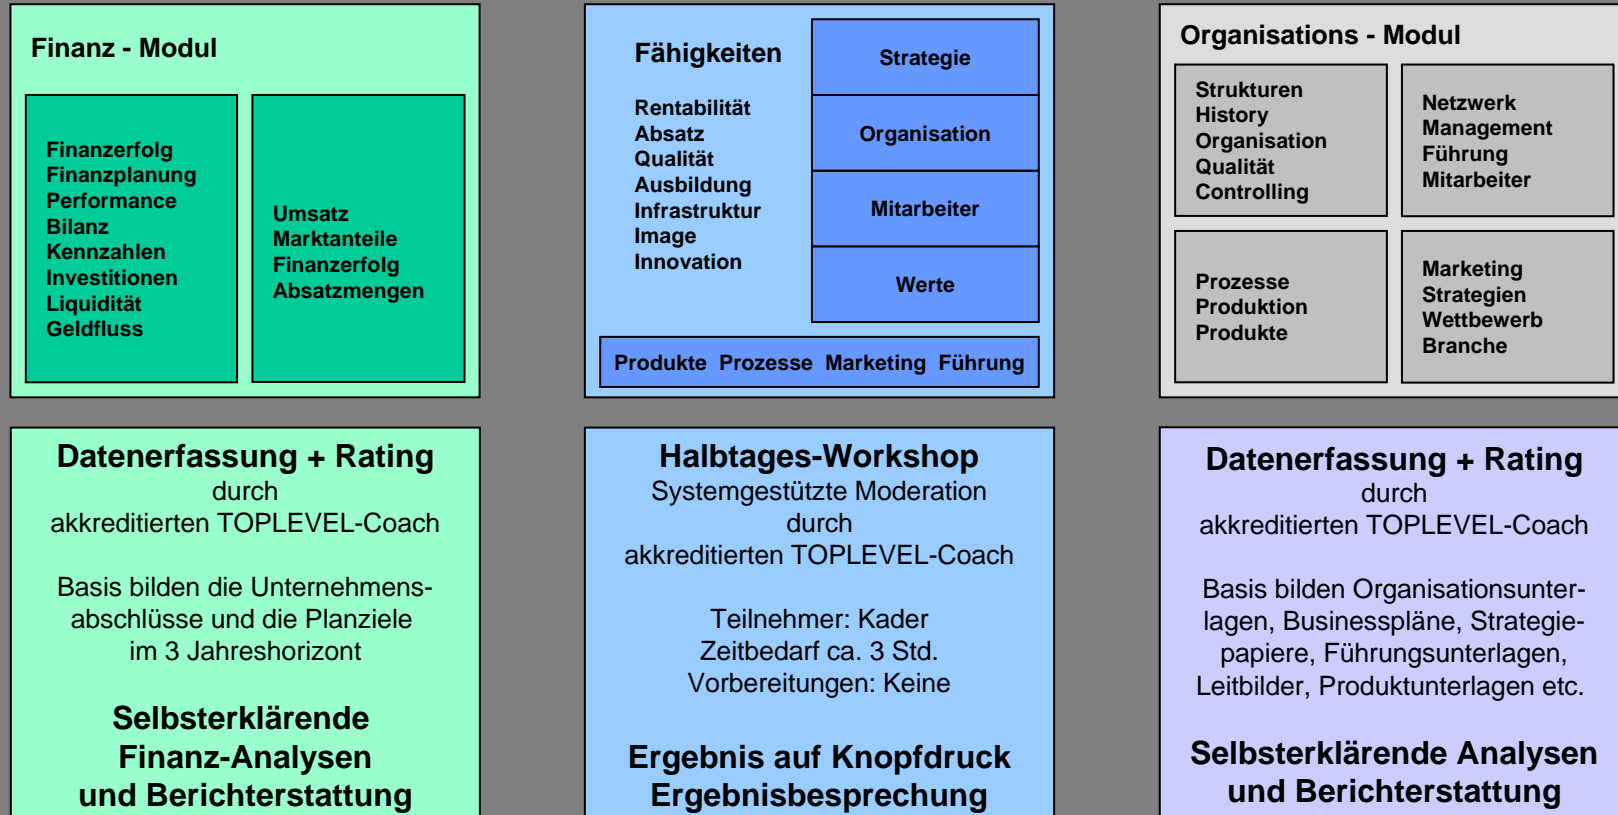 Finanz - Modul
Finanzerfolg
Finanzplanung
Performance
Bilanz
Kennzahlen
Investitionen
Liquidität
Geldfluss
Umsatz
Marktanteile
Finanzerfolg
Absatzmengen
Fähigkeiten
Rentabilität
Absatz
Qualität
Ausbildung
Infrastruktur
Image
Innovation
Strategie
Organisation
Mitarbeiter
Werte
Produkte Prozesse Marketing Führung
Organisations - Modul
Strukturen
History
Organisation
Qualität
Controlling
Netzwerk
Management
Führung
Mitarbeiter
Prozesse
Produktion
Produkte
Marketing
Strategien
Wettbewerb
Branche
Datenerfassung + Rating
durch
akkreditierten TOPLEVEL-Coach
Basis bilden die Unternehmens-
abschlüsse und die Planziele
im 3 Jahreshorizont
Selbsterklärende
Finanz-Analysen
und Berichterstattung
Halbtages-Workshop
Systemgestützte Moderation
durch
akkreditierten TOPLEVEL-Coach
Teilnehmer: Kader
Zeitbedarf ca. 3 Std.
Vorbereitungen: Keine
Ergebnis auf Knopfdruck
Ergebnisbesprechung
Datenerfassung + Rating
durch
akkreditierten TOPLEVEL-Coach
Basis bilden Organisationsunter-
lagen, Businesspläne, Strategie-
papiere, Führungsunterlagen,
Leitbilder, Produktunterlagen etc.
Selbsterklärende Analysen
und Berichterstattung